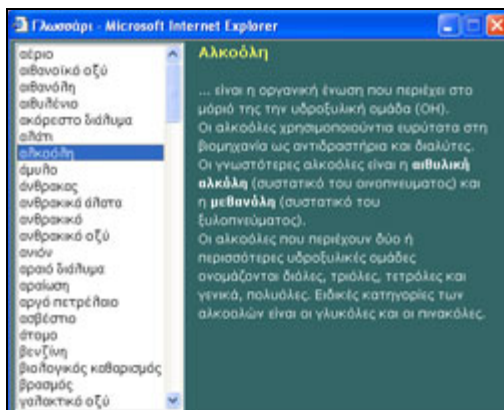 Γλωσσάρι - Microsoft Internet Explorer
αέριο
αιθανοϊκό οξύ
αιθανόλη
αιθυλένιο
ακόρεστο διάλυμα
αλάτι
αλκοόλη
άμυλο
άνθρακας
ανθρακικά άλατα
ανθρακικό
ανθρακικό οξύ
ανιόν
αραιό διάλυμα
αραίωση
αργό πετρέλαιο
ασβέστιο
άτομο
βενζίνη
βιολογικός καθαρισμός
βρασμός
γαλακτικό οξύ
Αλκοόλη
... είναι η οργανική ένωση που περιέχει στο
μόριό της την υδροξυλική ομάδα (ΟΗ).
Οι αλκοόλες χρησιμοποιούντια ευρύτατα στη
βιομηχανία ως αντιδραστήρια και διαλύτες.
Οι γνωστότερες αλκοόλες είναι η αιθυλική
αλκόλη (συστατικό του οινοπνευματος) και
η μεθανόλη (συστατικό του
ξυλοπνεύματος).
Οι αλκοόλες που περιέχουν δύο ή
περισσότερες υδροξυλικές ομάδες
ονομάζονται διόλες, τριόλες, τετρόλες και
γενικά, πολυόλες. Ειδικές κατηγορίες των
αλκοολών είναι οι γλυκόλες και οι πινακόλες.